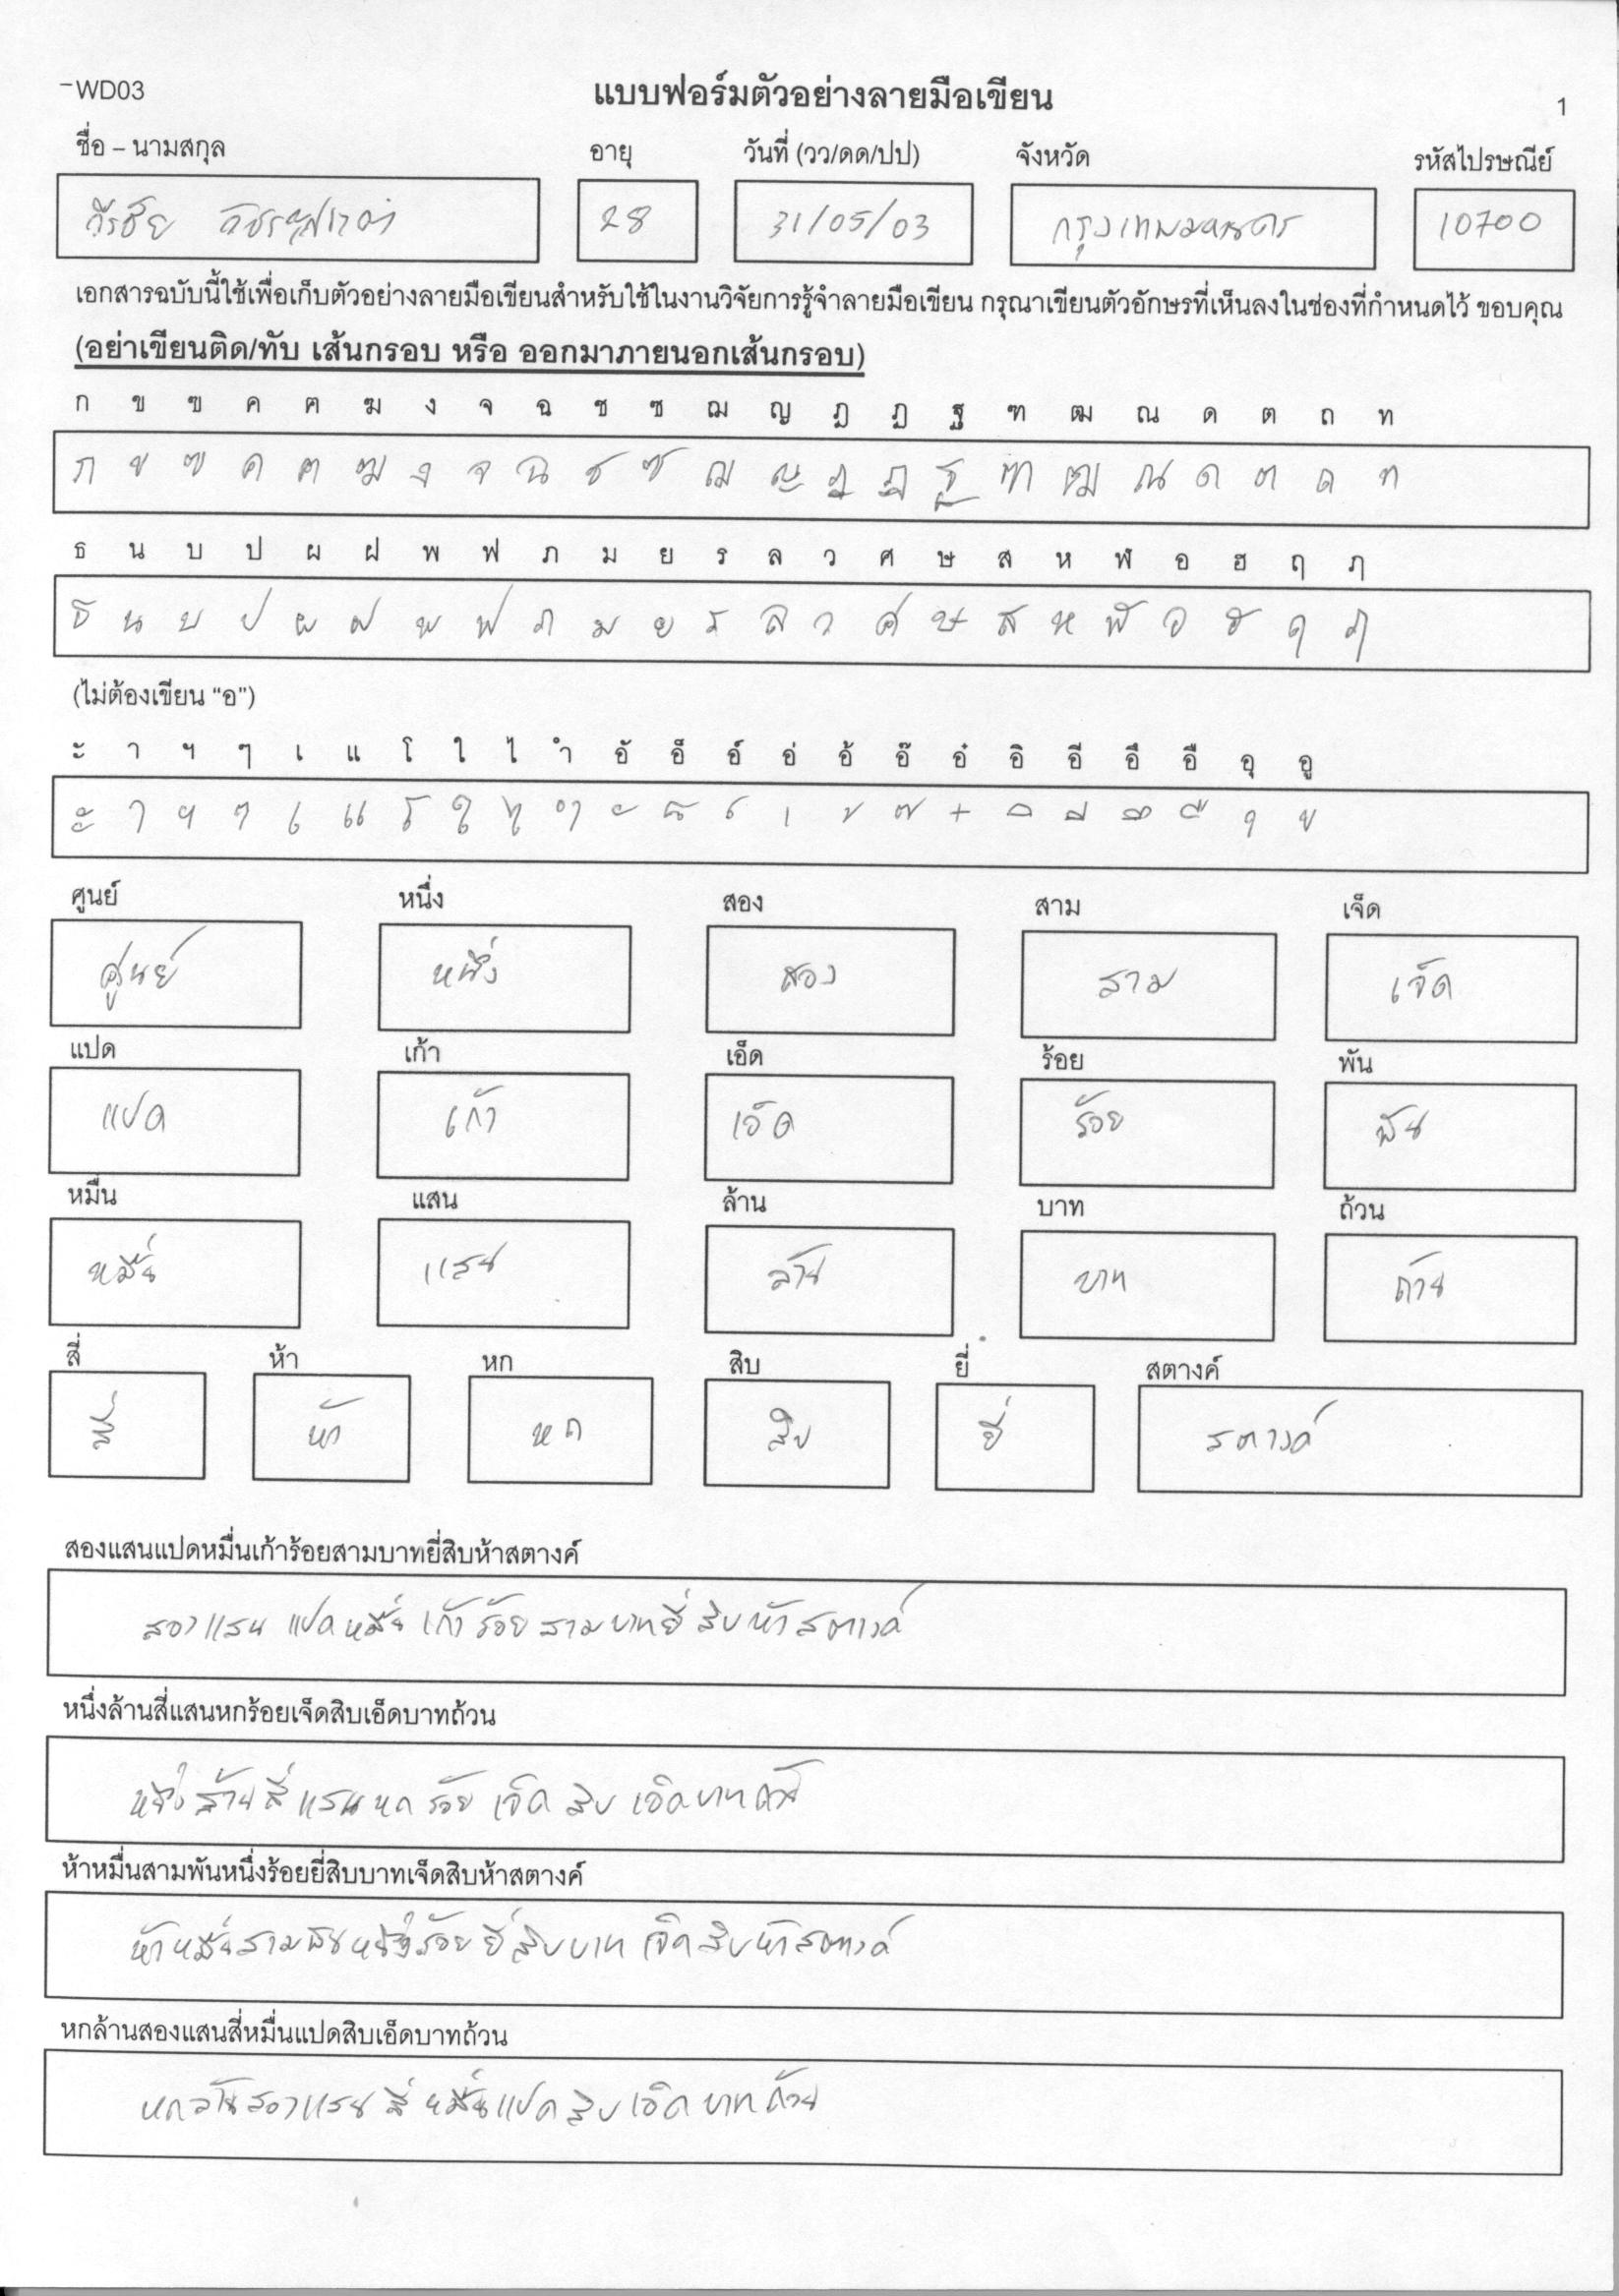 WD03 แบบฟอร์มตัวอย่างลายมือเขียน 1
ชื่อ – นามสกุล อายุ วันที่ (วว/ดด/ปป) จังหวัด รหัสไปรษณีย์
วีรชัย 28 31/05/03 กรุงเทพมหานคร 10700
เอกสารฉบับนี้ใช้เพื่อเก็บตัวอย่างลายมือเขียนสำหรับใช้ในงานวิจัยการรู้จำลายมือเขียน กรุณาเขียนตัวอักษรที่เห็นลงในช่องที่กำหนดไว้ ขอบคุณ
(อย่าเขียนติด/ทับ เส้นกรอบ หรือ ออกมาภายนอกเส้นกรอบ)
ก ข ฃ ค ฅ ฆ ง จ ฉ ช ซ ฌ ญ ฎ ฏ ฐ ฑ ฒ ณ ด ต ถ ท
ก ข ฃ ค ฅ ฆ ง จ ฉ ช ซ ฌ ญ ฎ ฏ ฐ ฑ ฒ ณ ด ต ถ ท
ธ น บ ป ผ ฝ พ ฟ ภ ม ย ร ล ว ศ ษ ส ห ฬ อ ฮ ฤ ฦ
ธ น บ ป ผ ฝ พ ฟ ภ ม ย ร ล ว ศ ษ ส ห ฬ อ ฮ ฤ ฦ
(ไม่ต้องเขียน “อ”)
ะ า ฯ ๆ เ แ โ ใ ไ ำ อั อ็ อ์ อ่ อ้ อ๊ อ๋ อิ อี อึ อื อุ อู
ะ า ฯ ๆ เ แ โ ใ ไ ำ ั ็ ์ ่ ้ ๊ ๋ ิ ี ึ ื ุ ู
ศูนย์ หนึ่ง สอง สาม เจ็ด
ศูนย์ หนึ่ง สอง สาม เจ็ด
แปด เก้า เอ็ด ร้อย พัน
แปด เก้า เอ็ด ร้อย พัน
หมื่น แสน ล้าน บาท ถ้วน
หมื่น แสน ล้าน บาท ถ้วน
สี่ ห้า หก สิบ ยี่ สตางค์
สี่ ห้า หก สิบ ยี่ สตางค์
สองแสนแปดหมื่นเก้าร้อยสามบาทยี่สิบห้าสตางค์
สองแสน แปดหมื่น เก้าร้อยสามบาทยี่สิบห้าสตางค์
หนึ่งล้านสี่แสนหกร้อยเจ็ดสิบเอ็ดบาทถ้วน
หนึ่งล้านสี่แสนหกร้อย เจ็ดสิบ เอ็ดบาทถ้วน
ห้าหมื่นสามพันหนึ่งร้อยยี่สิบบาทเจ็ดสิบห้าสตางค์
ห้าหมื่นสามพันหนึ่งร้อยยี่สิบบาท เจ็ดสิบห้าสตางค์
หกล้านสองแสนสี่หมื่นแปดสิบเอ็ดบาทถ้วน
หกล้านสองแสน สี่หมื่นแปดสิบเอ็ดบาทถ้วน